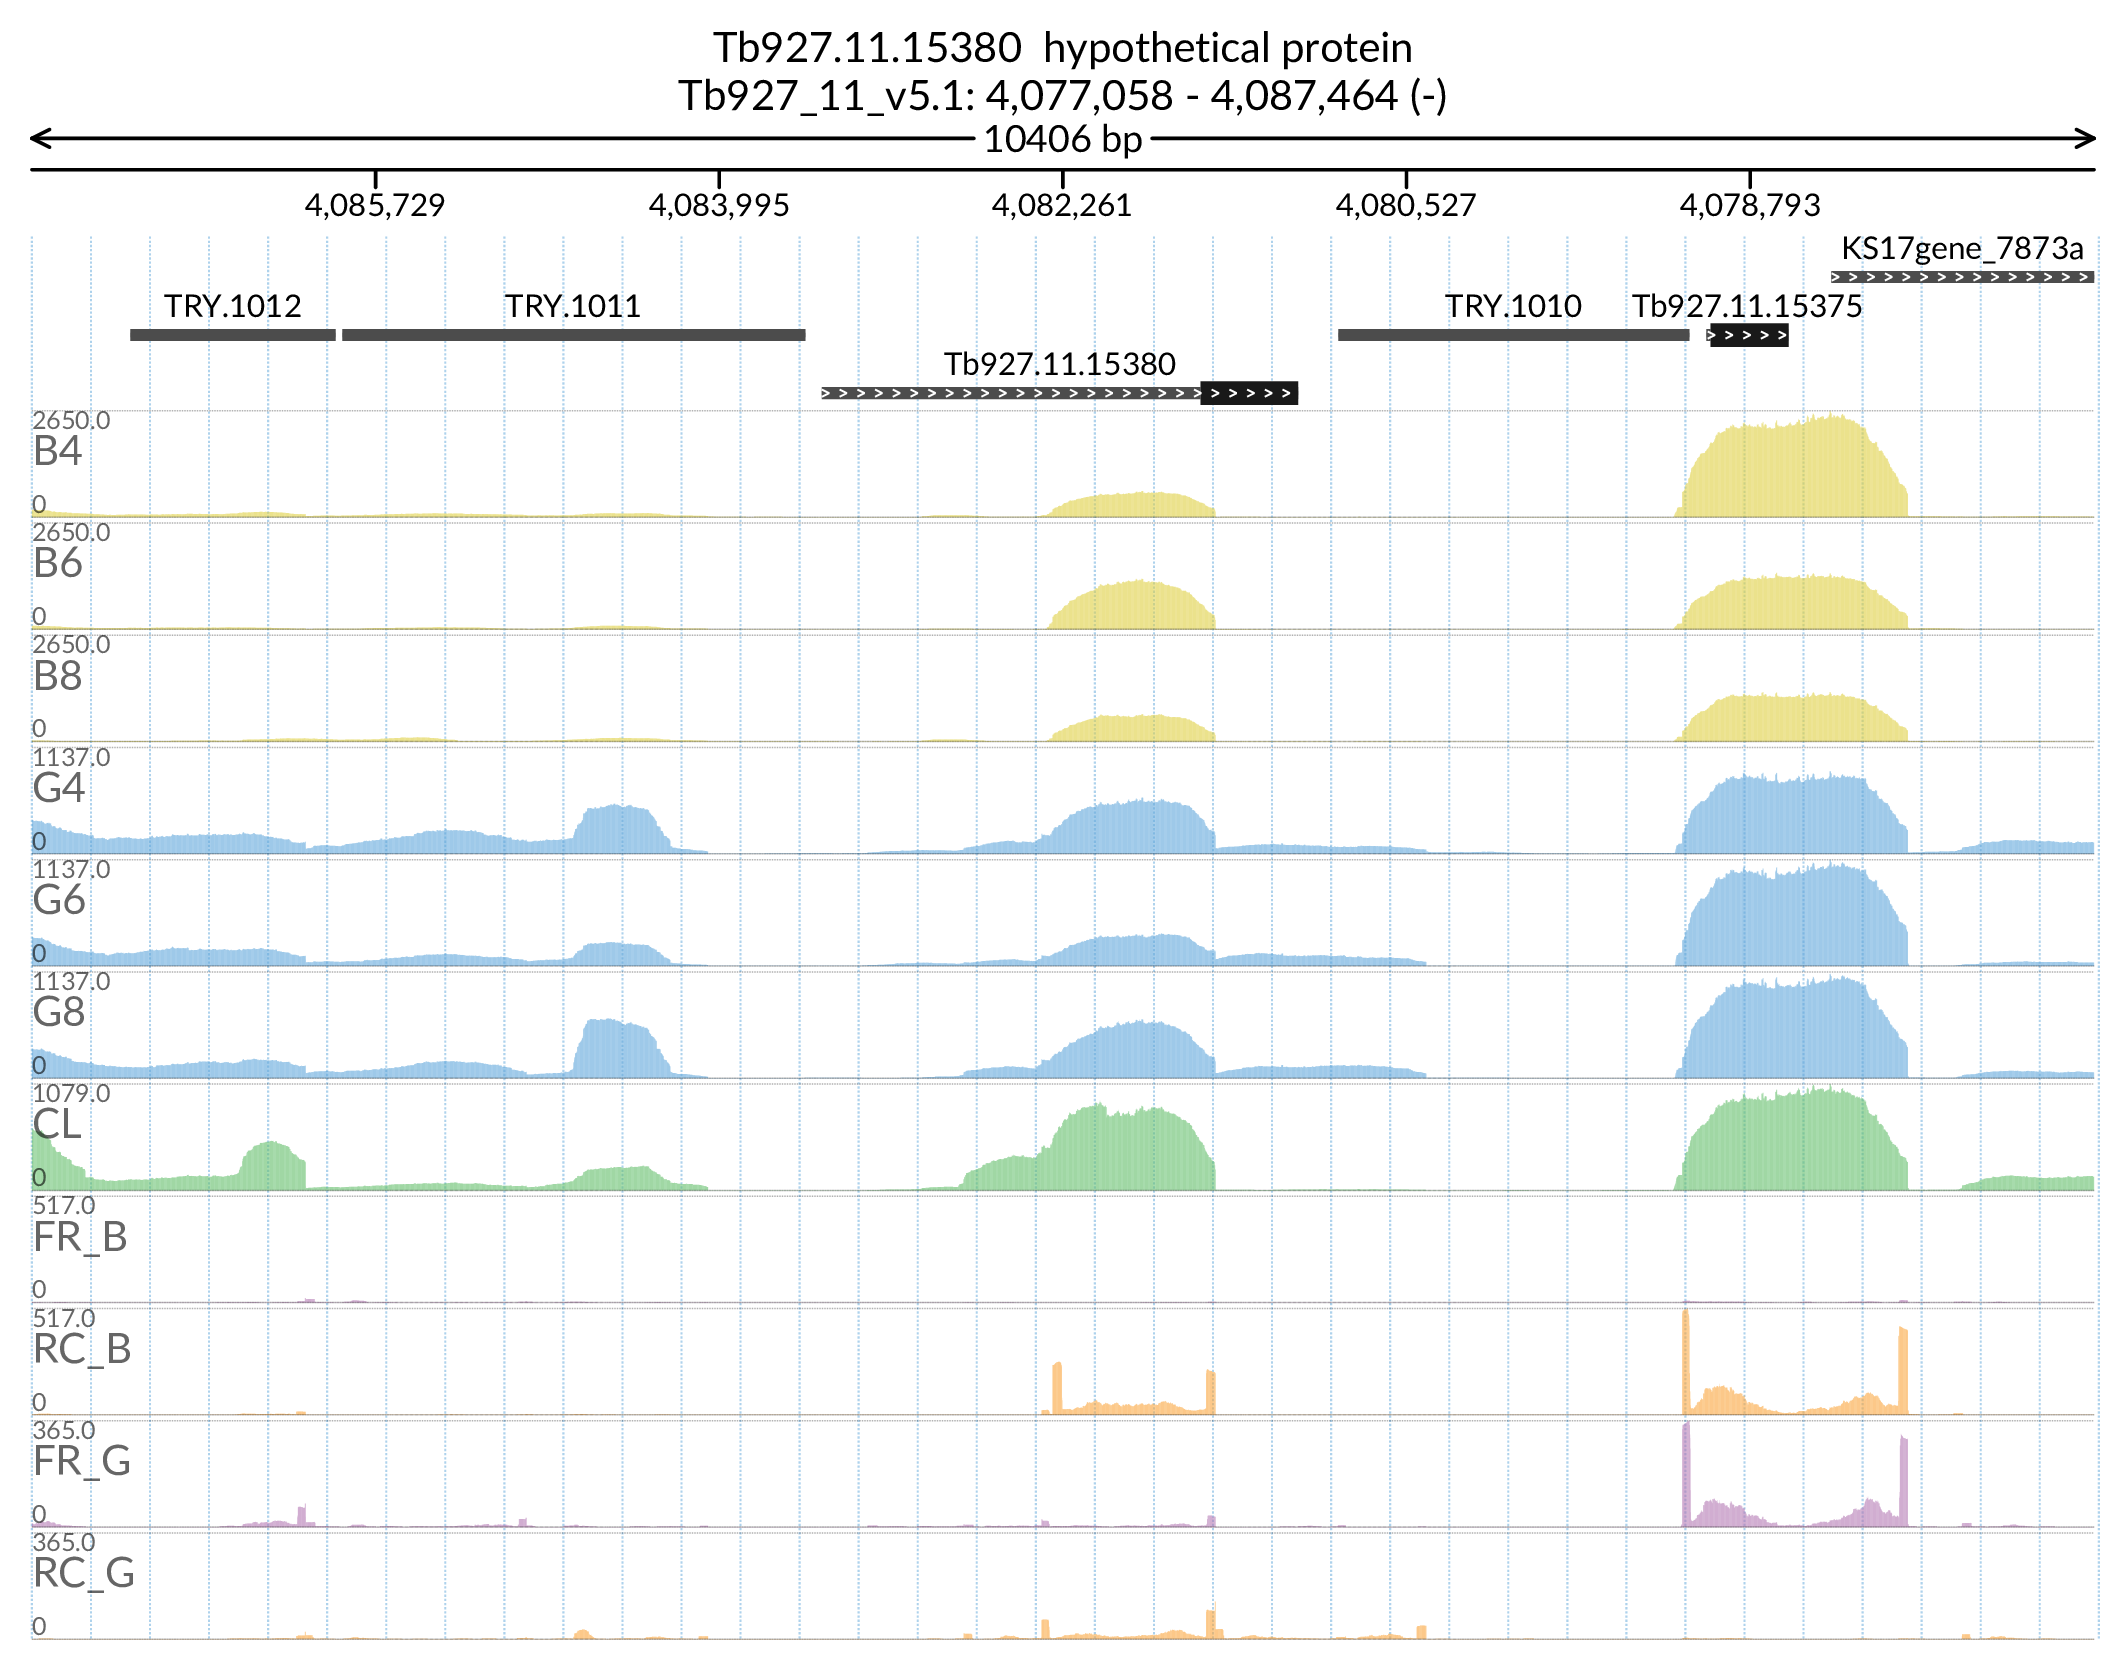 Tb927.11.15380  hypothetical protein
Tb927_11_v5.1: 4,077,058 - 4,087,464 (-)
10406 bp
4,085,729 4,083,995 4,082,261 4,080,527 4,078,793
KS17gene_7873a
TRY.1012 TRY.1011 TRY.1010 Tb927.11.15375
Tb927.11.15380
2650.0
B4
0
2650.0
B6
0
2650.0
B8
0
1137.0
G4
0
1137.0
G6
0
1137.0
G8
0
1079.0
CL
0
517.0
FR_B
0
517.0
RC_B
0
365.0
FR_G
0
365.0
RC_G
0